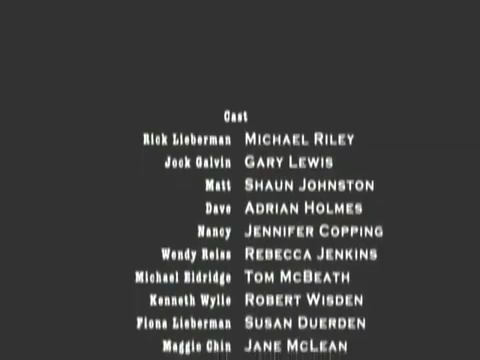 Cast
Rick Lieberman MICHAEL RILEY
Jock Galvin GARY LEWIS
Matt SHAUN JOHNSTON
Dave ADRIAN HOLMES
Nancy JENNIFER COPPING
Wendy Reiss REBECCA JENKINS
Michael Eldridge TOM MCBEATH
Kenneth Wylie ROBERT WISDEN
Fiona Lieberman SUSAN DUERDEN
Maggie Chin JANE MCLEAN